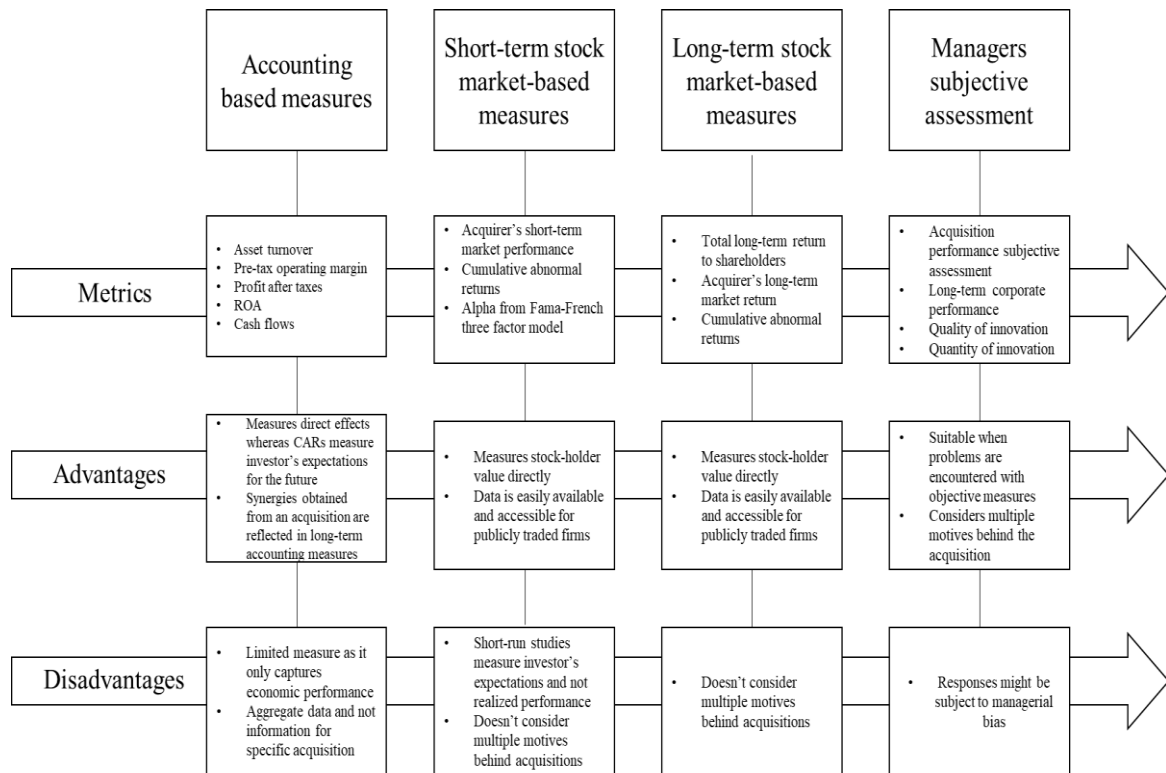 Accounting
based measures
Short-term stock
market-based
measures
Long-term stock
market-based
measures
Managers
subjective
assessment
Metrics
• Asset turnover
• Pre-tax operating margin
• Profit after taxes
• ROA
• Cash flows
• Acquirer's short-term
market performance
• Cumulative abnormal
returns
• Alpha from Fama-French
three factor model
• Total long-term return
to shareholders
• Acquirer's long-term
market return
• Cumulative abnormal
returns
• Acquisition
performance subjective
assessment
• Long-term corporate
performance
• Quality of innovation
• Quantity of innovation
Advantages
• Measures direct effects
whereas CARs measure
investor's expectations
for the future
• Synergies obtained
from an acquisition are
reflected in long-term
accounting measures
• Measures stock-holder
value directly
• Data is easily available
and accessible for
publicly traded firms
• Measures stock-holder
value directly
• Data is easily available
and accessible for
publicly traded firms
• Suitable when
problems are
encountered with
objective measures
• Considers multiple
motives behind the
acquisition
Disadvantages
• Limited measure as it
only captures
economic performance
• Aggregate data and not
information for
specific acquisition
• Short-run studies
measure investor's
expectations and not
realized performance
• Doesn't consider
multiple motives
behind acquisitions
• Doesn't consider
multiple motives
behind acquisitions
• Responses might be
subject to managerial
bias